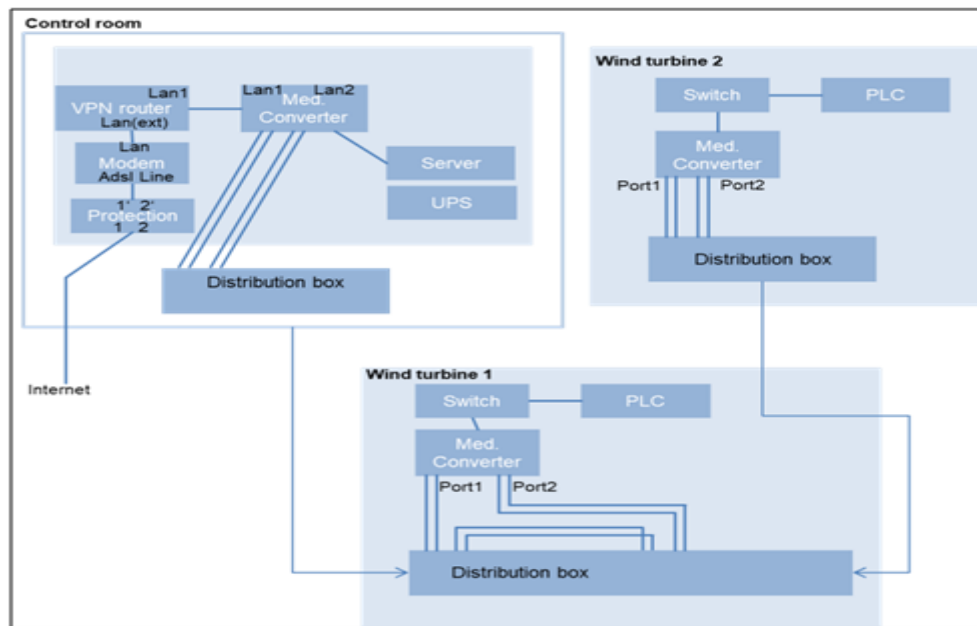 Control room
Lan1
VPN router
Lan(ext)
Lan
Modem
Adsl Line
1' 2'
Protection
1 2
Lan1 Lan2
Med.
Converter
Server
UPS
Distribution box
Internet
Wind turbine 2
Switch
PLC
Med.
Converter
Port1
Port2
Distribution box
Wind turbine 1
Switch
PLC
Med.
Converter
Port1
Port2
Distribution box